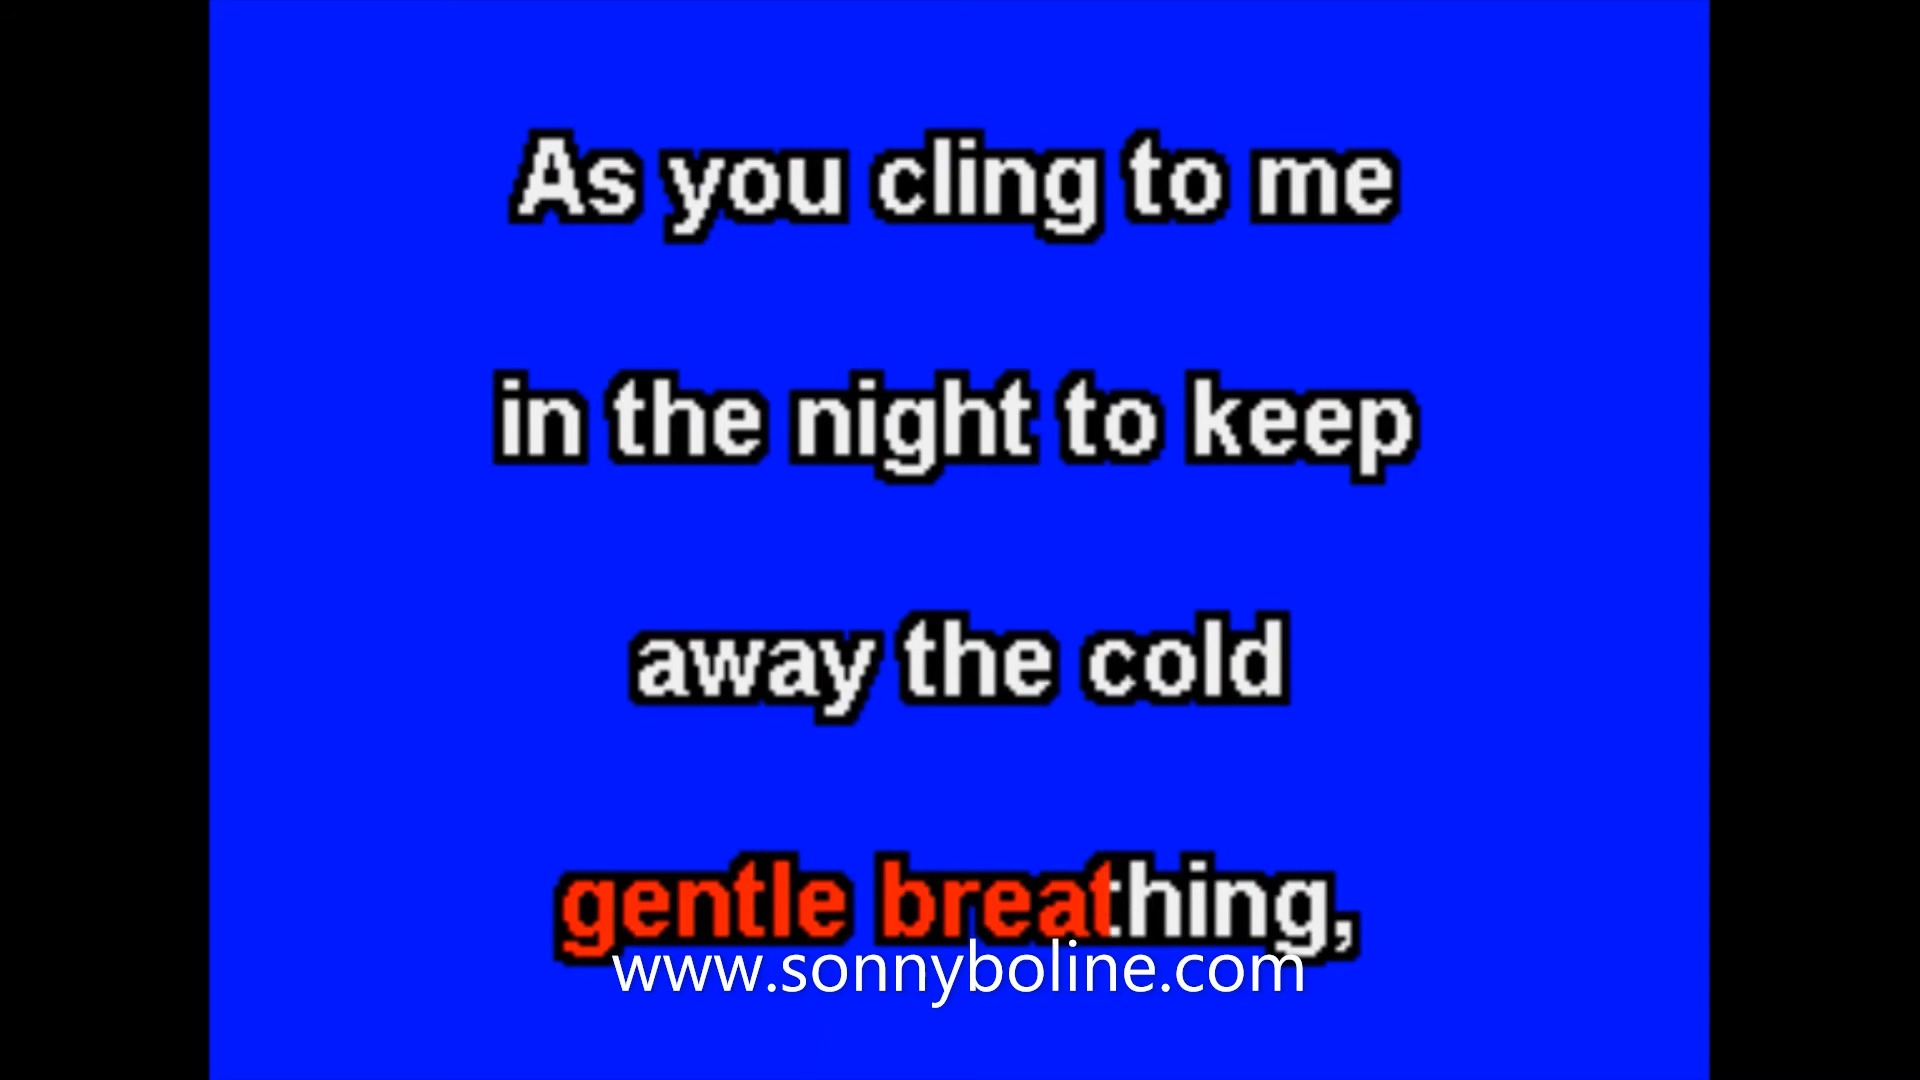 As you cling to me
in the night to keep
away the cold
gentle breathing,
www.sonnyboline.com